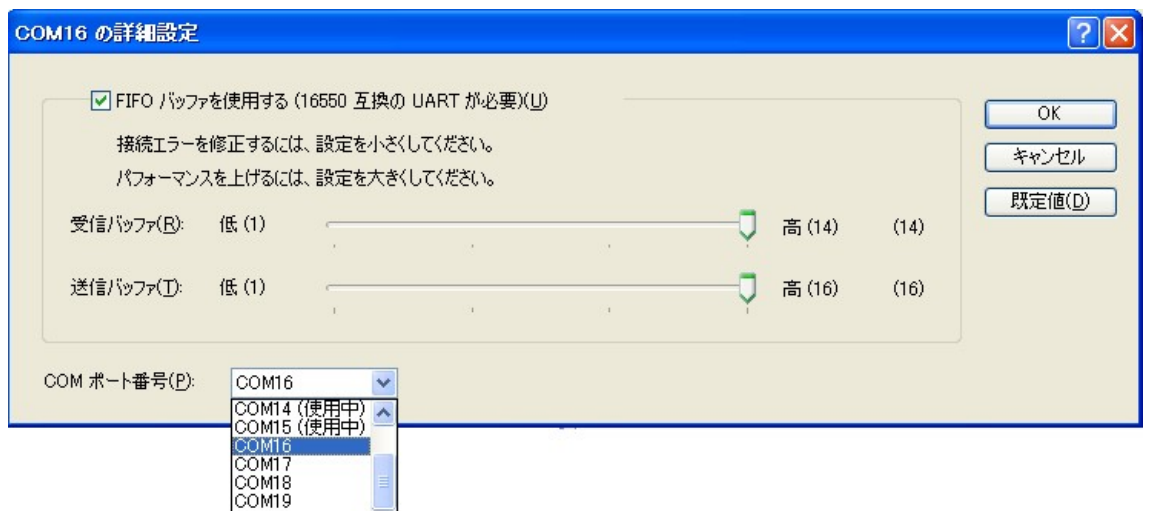 COM16 の詳細設定
FIFO バッファを使用する (16550 互換の UART が必要)(U)
接続エラーを修正するには、設定を小さくしてください。
パフォーマンスを上げるには、設定を大きくしてください。
受信バッファ(R): 低 (1) 高 (14) (14)
送信バッファ(T): 低 (1) 高 (16) (16)
OK
キャンセル
既定値(D)
COM ポート番号(P): COM16
COM14 (使用中)
COM15 (使用中)
COM16
COM17
COM18
COM19